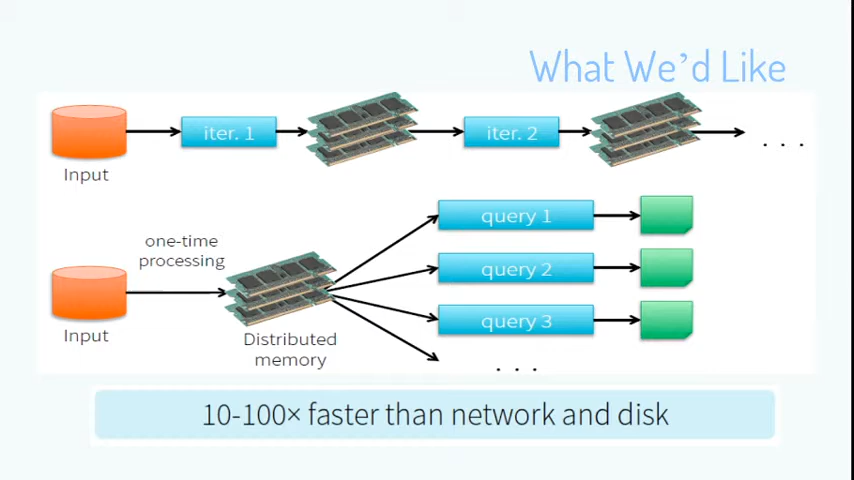 What We'd Like
iter. 1
iter. 2
. . .
Input
one-time
processing
query 1
query 2
query 3
Input
Distributed
memory
. . .
10-100× faster than network and disk